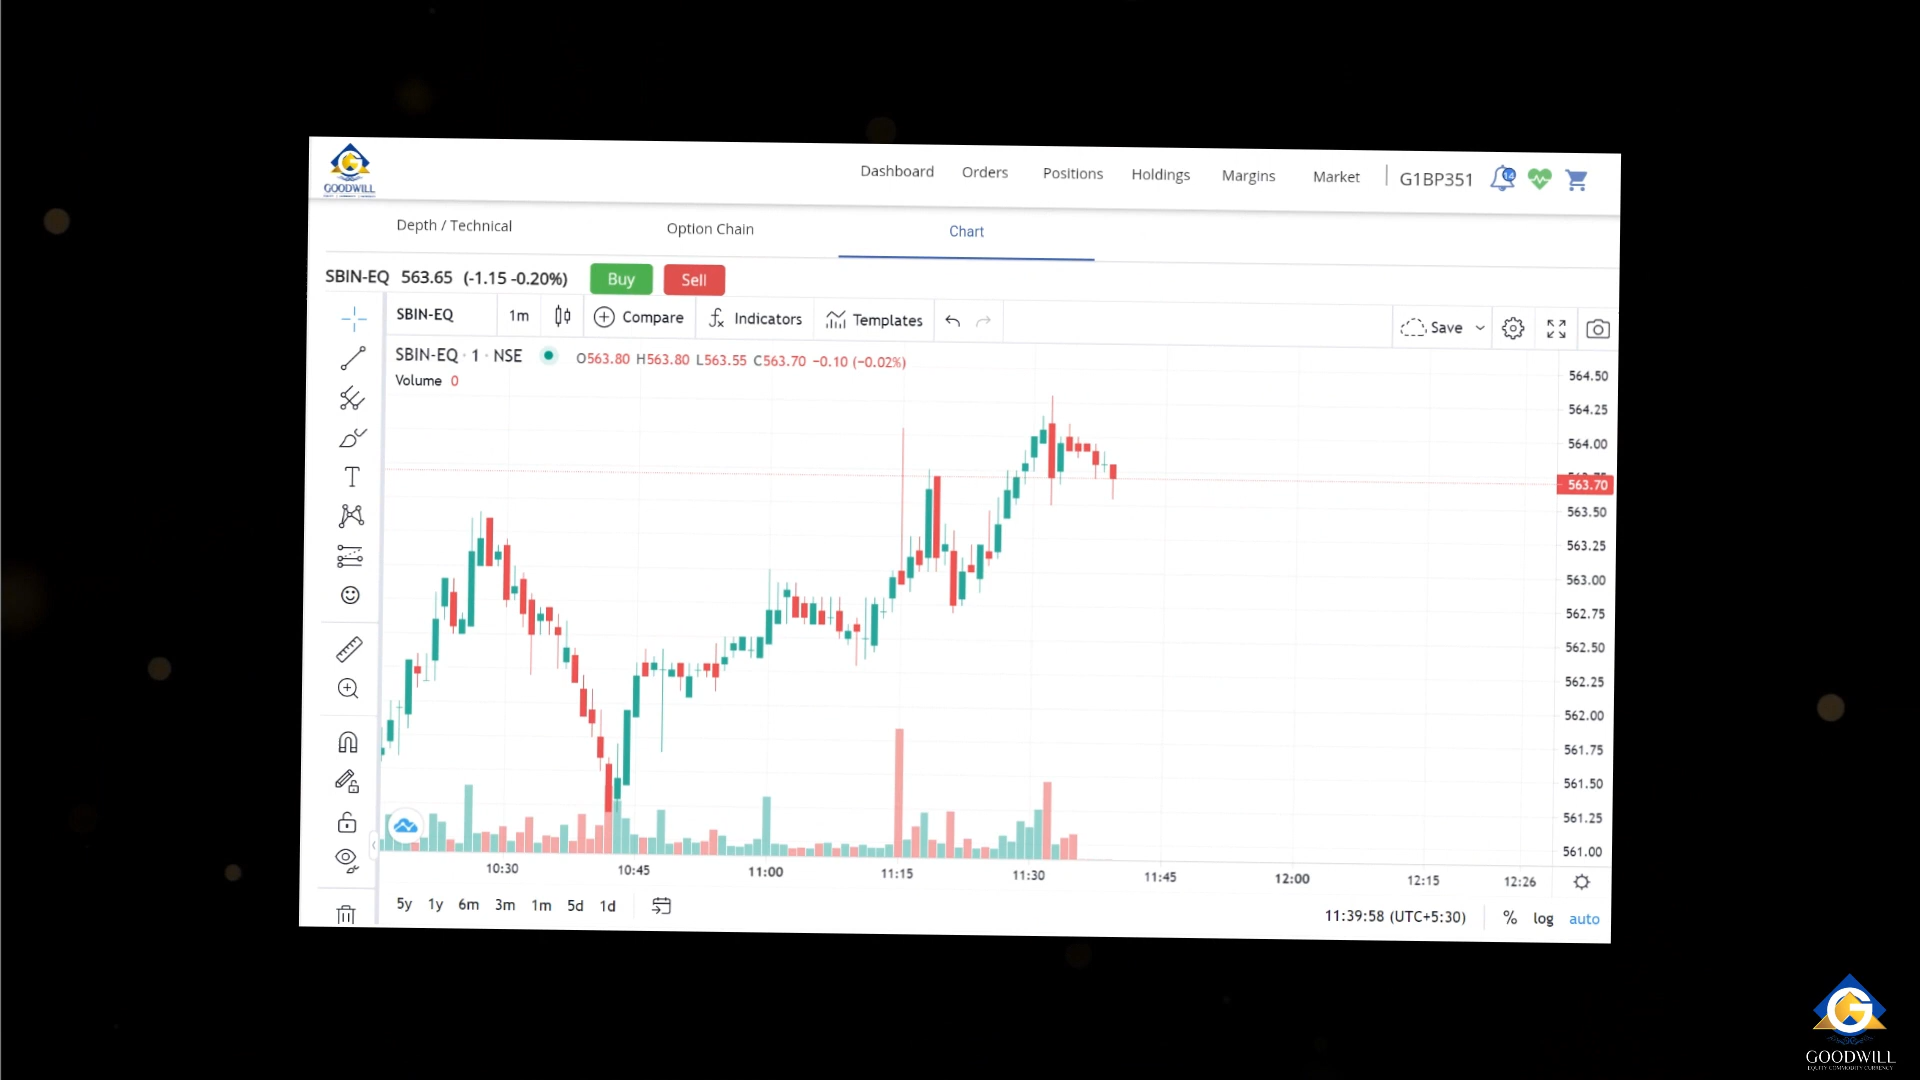 GOODWILL
Dashboard Orders Positions Holdings Margins Market G1BP351
14
Depth / Technical Option Chain Chart
SBIN-EQ 563.65 (-1.15 -0.20%) Buy Sell
SBIN-EQ 1m Compare Indicators Templates Save
SBIN-EQ · 1 · NSE O563.80 H563.80 L563.55 C563.70 −0.10 (−0.02%)
Volume 0
564.50
564.25
564.00
563.70
563.50
563.25
563.00
562.75
562.50
562.25
562.00
561.75
561.50
561.25
561.00
10:30 10:45 11:00 11:15 11:30 11:45 12:00 12:15 12:26
5y 1y 6m 3m 1m 5d 1d 11:39:58 (UTC+5:30) % log auto
GOODWILL
EQUITY COMMODITY CURRENCY